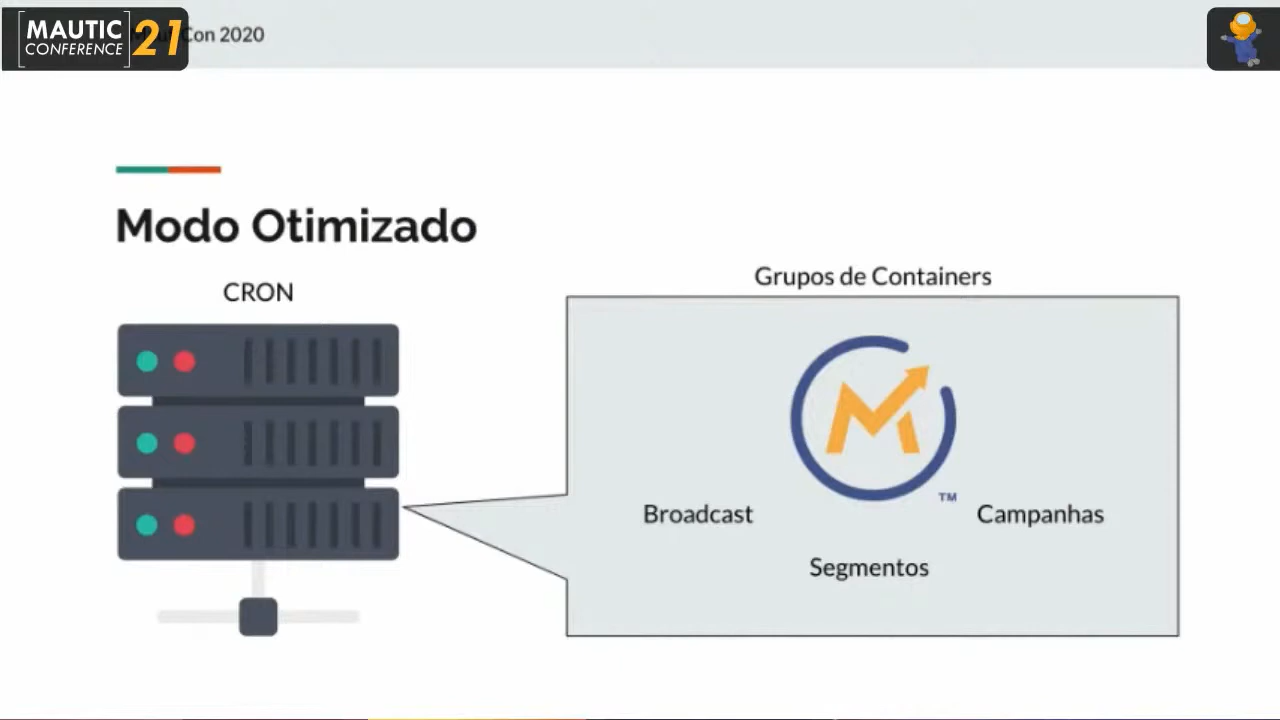 MAUTIC
CONFERENCE
21
Con 2020
Modo Otimizado
CRON
Grupos de Containers
TM
Broadcast
Campanhas
Segmentos